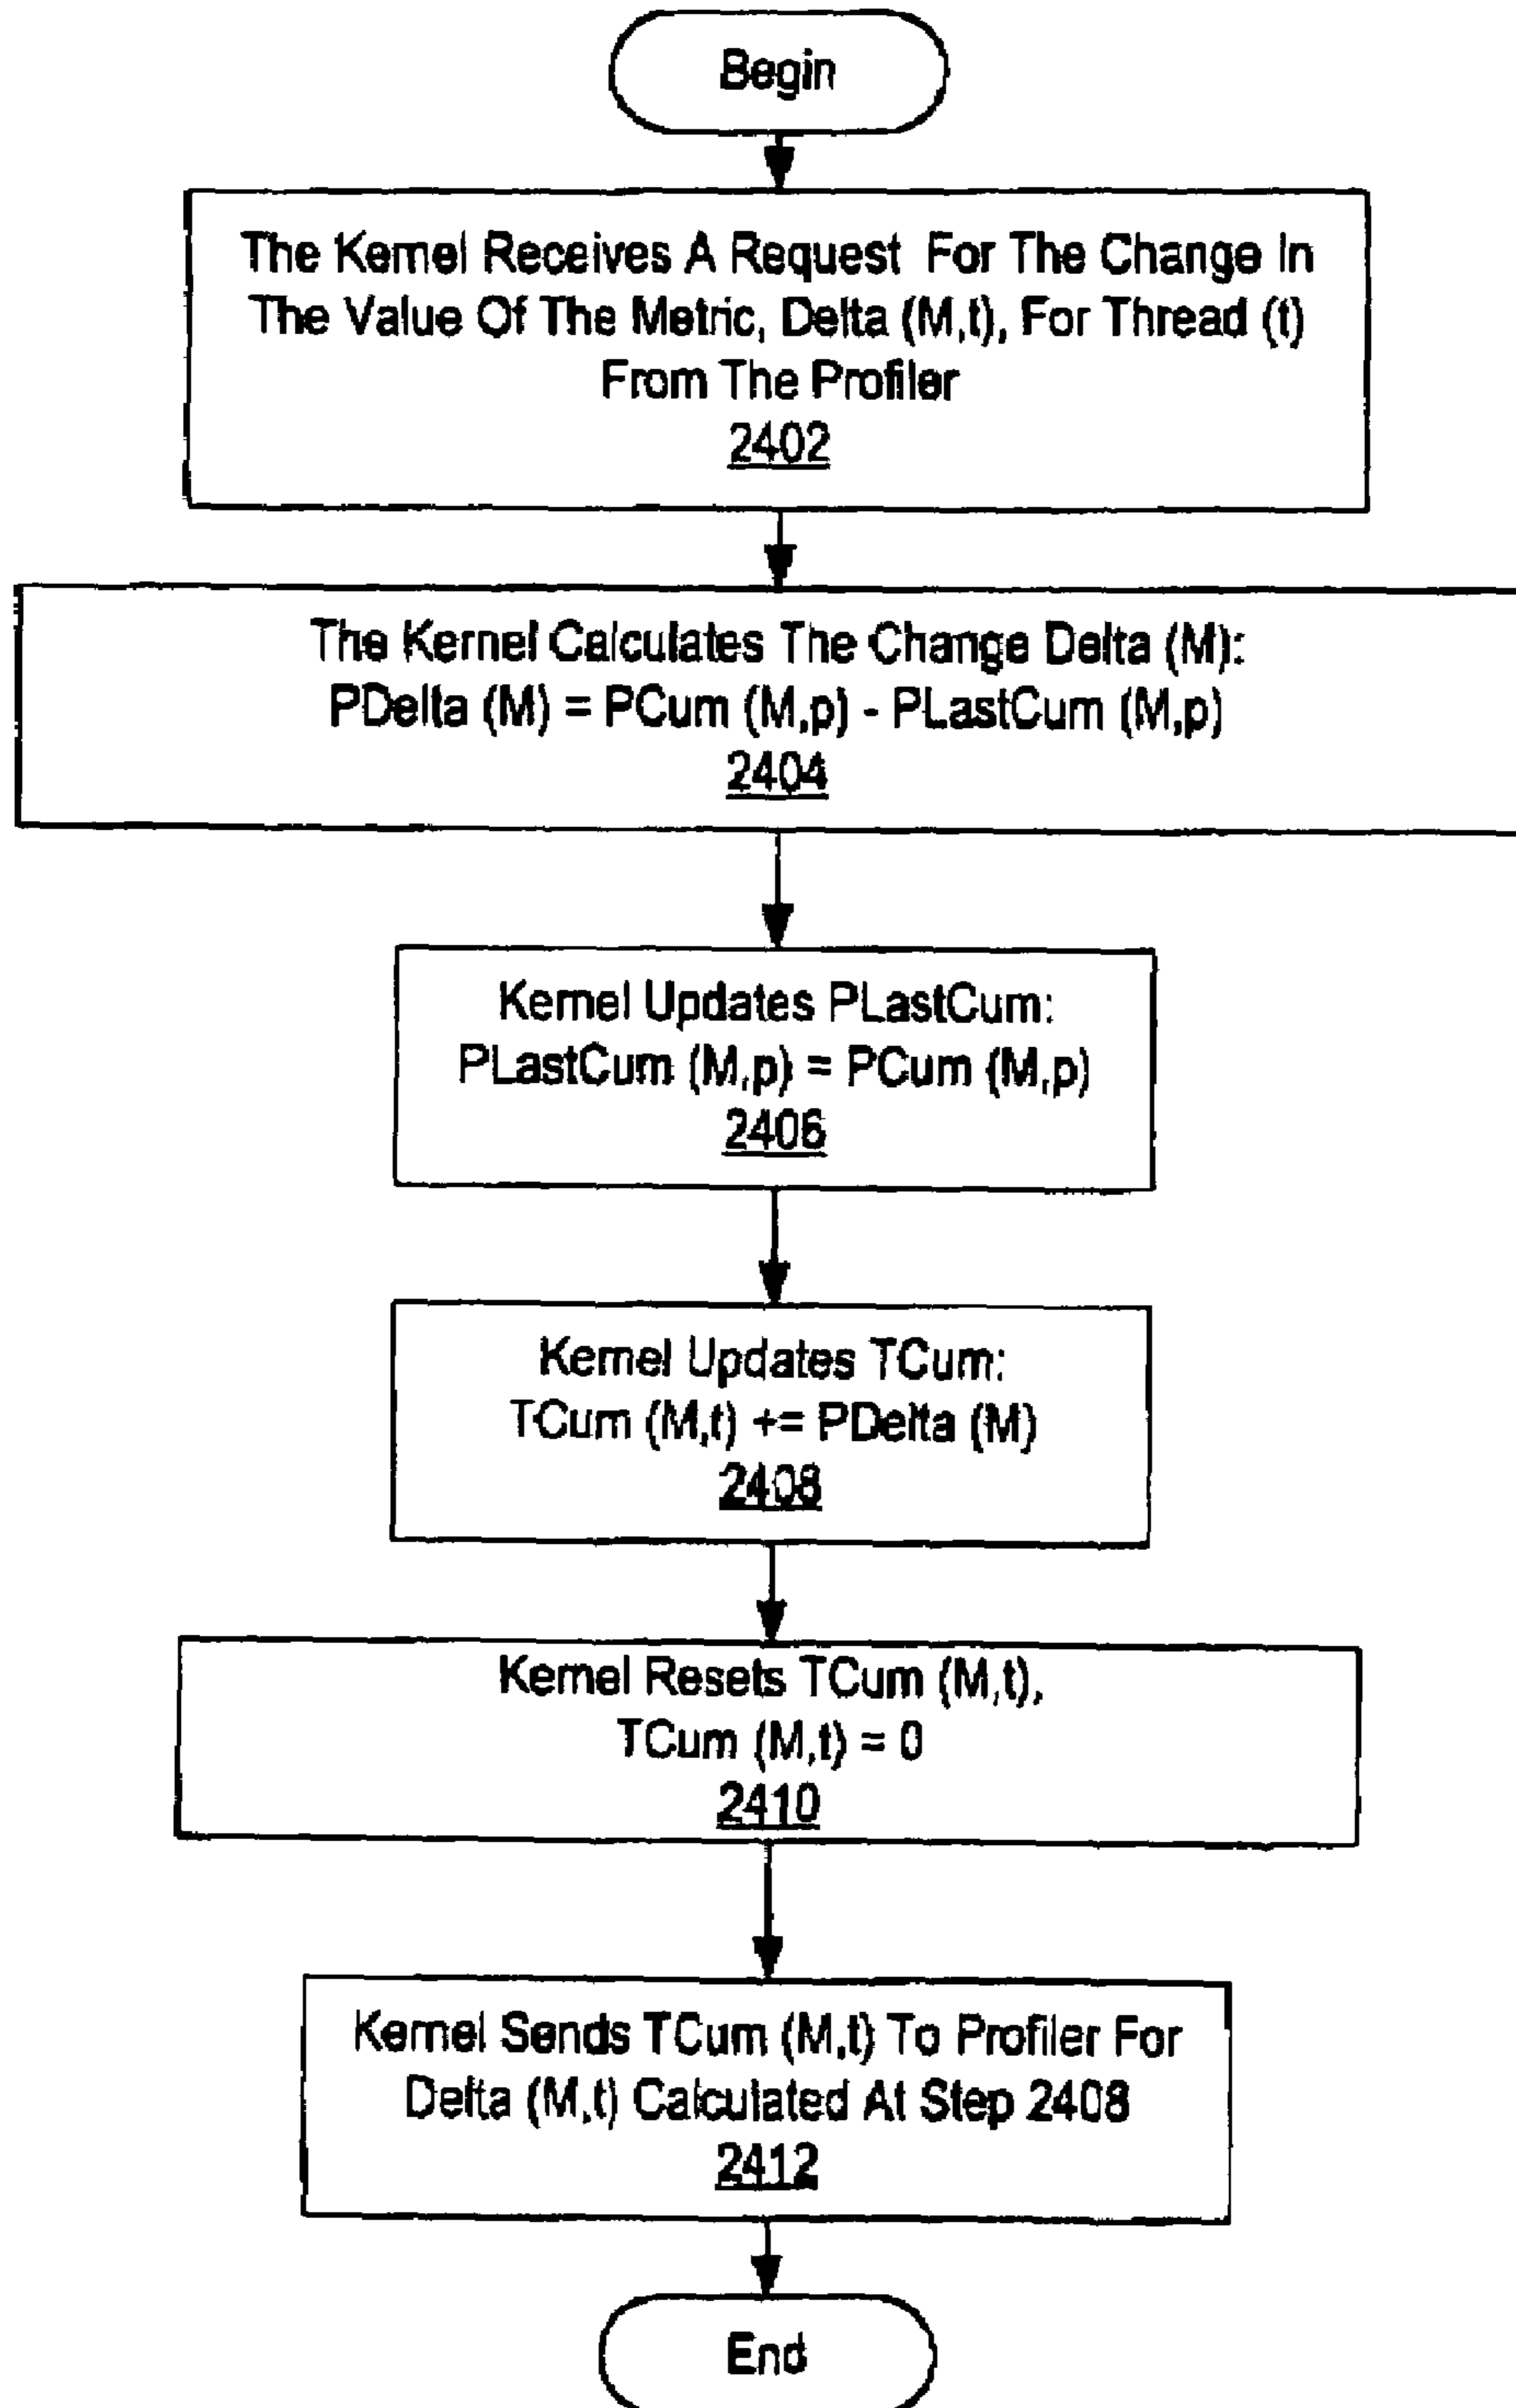 Begin
The Kernel Receives A Request For The Change In
The Value Of The Metric, Delta (M,t), For Thread (t)
From The Profiler
2402
The Kernel Calculates The Change Delta (M):
PDelta (M) = PCum (M,p) - PLastCum (M,p)
2404
Kernel Updates PLastCum:
PLastCum (M,p) = PCum (M,p)
2406
Kernel Updates TCum:
TCum (M,t) += PDelta (M)
2408
Kernel Resets TCum (M,t),
TCum (M,t) = 0
2410
Kernel Sends TCum (M,t) To Profiler For
Delta (M,t) Calculated At Step 2408
2412
End